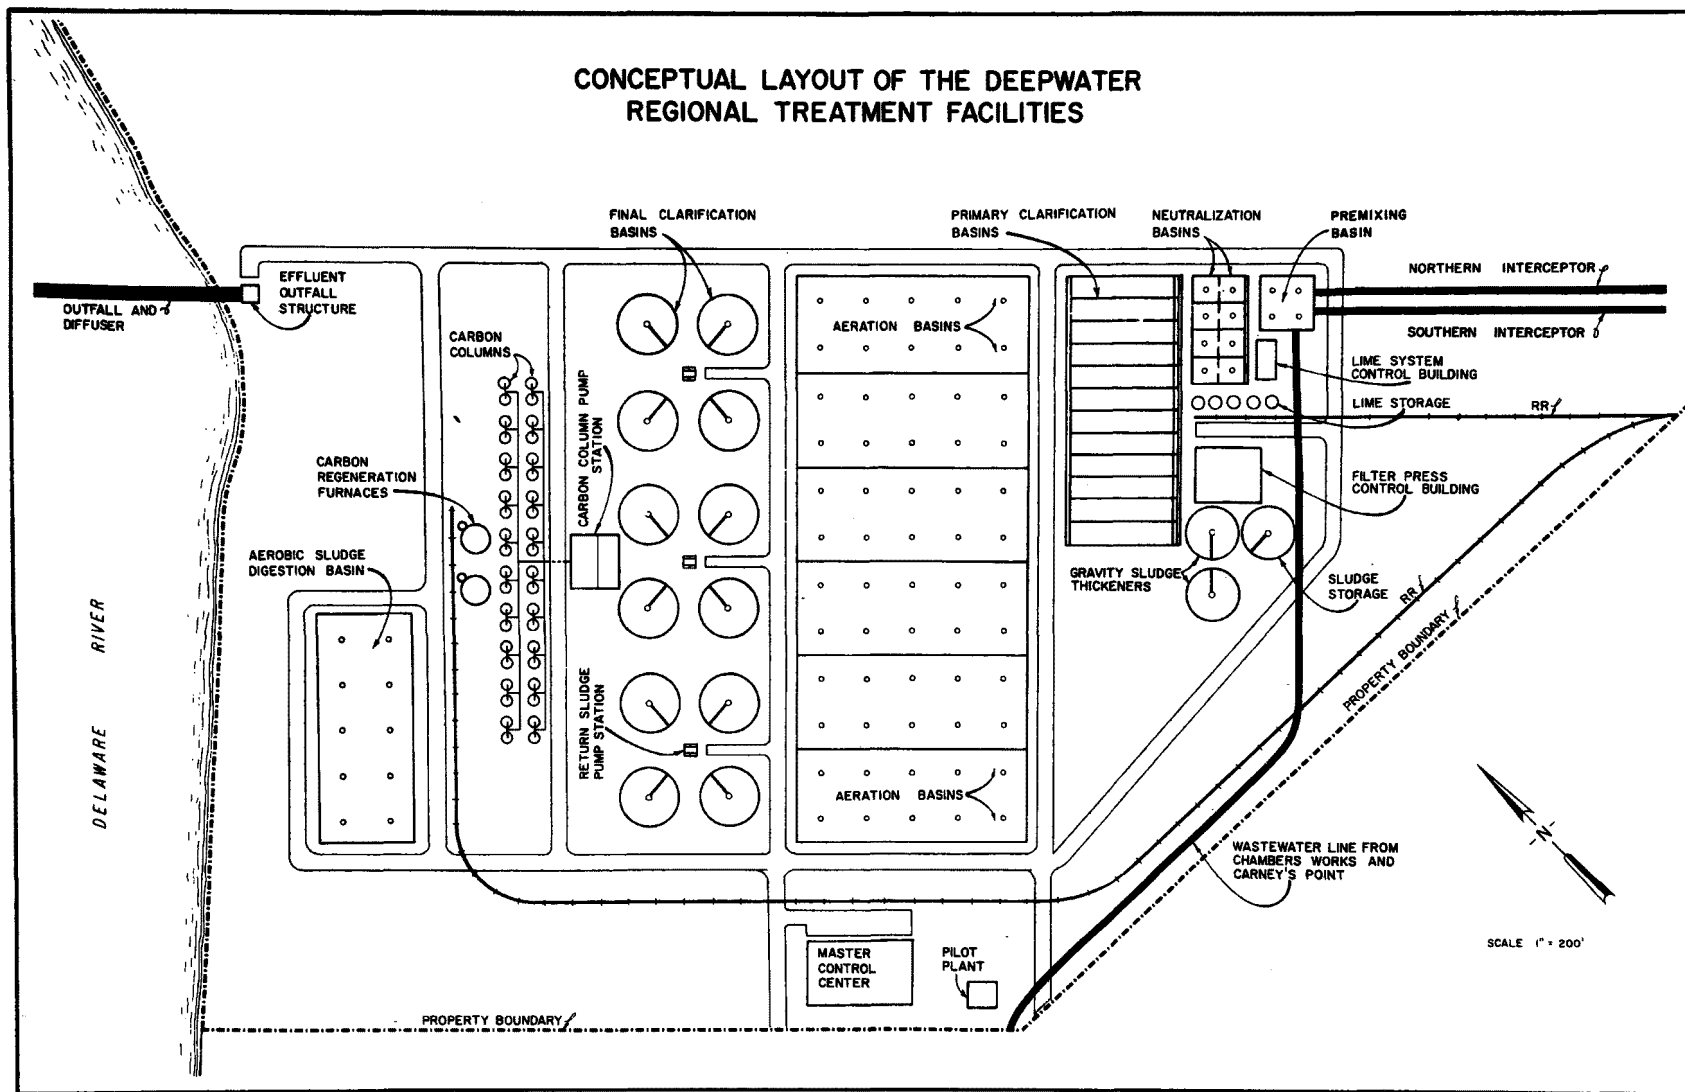 CONCEPTUAL LAYOUT OF THE DEEPWATER
REGIONAL TREATMENT FACILITIES
FINAL CLARIFICATION
BASINS
PRIMARY CLARIFICATION
BASINS
NEUTRALIZATION
BASINS
PREMIXING
BASIN
EFFLUENT
OUTFALL
STRUCTURE
OUTFALL AND
DIFFUSER
NORTHERN INTERCEPTOR
SOUTHERN INTERCEPTOR
CARBON
COLUMNS
AERATION BASINS
LIME SYSTEM
CONTROL BUILDING
LIME STORAGE
RR
CARBON COLUMN PUMP
STATION
CARBON
REGENERATION
FURNACES
FILTER PRESS
CONTROL BUILDING
AEROBIC SLUDGE
DIGESTION BASIN
GRAVITY SLUDGE
THICKENERS
SLUDGE
STORAGE
RR
PROPERTY BOUNDARY
DELAWARE RIVER
RETURN SLUDGE
PUMP STATION
AERATION BASINS
WASTEWATER LINE FROM
CHAMBERS WORKS AND
CARNEY'S POINT
N
SCALE 1" = 200'
MASTER
CONTROL
CENTER
PILOT
PLANT
PROPERTY BOUNDARY